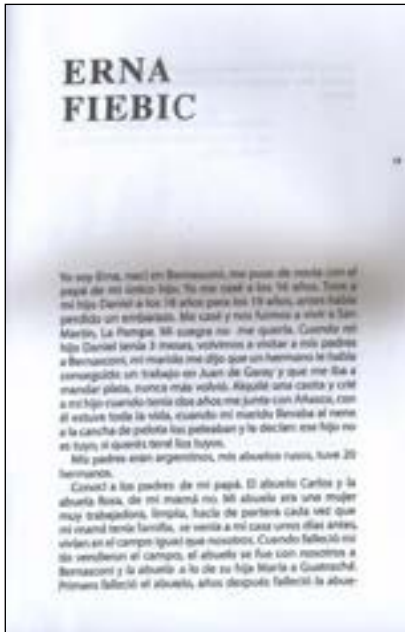 ERNA
FIEBIC
Yo soy Erna, nací en Bernasconi, me puse de novia con el
papá de mi único hijo. Yo me casé a los 16 años. Tuve a
mi hijo Daniel a los 18 años para los 19 años, antes había
perdido un embarazo. Me casé y nos fuimos a vivir a San
Martín, La Pampa. Mi suegra no me quería. Cuando mi
hijo Daniel tenía 3 meses, volvimos a visitar a mis padres
a Bernasconi, mi marido me dijo que un hermano le había
conseguido un trabajo en Juan de Garay y que me iba a
mandar plata, nunca más volvió. Alquilé una casita y crié
a mi hijo cuando tenía dos años me junté con Añasco, con
él estuve toda la vida, cuando mi marido llevaba al nene
a la cancha de pelota los peleaban y le decían: ese hijo no
es tuyo, si querés tené los tuyos.
Mis padres eran argentinos, mis abuelos rusos, tuve 20
hermanos.
Conocí a los padres de mi papá. El abuelo Carlos y la
abuela Rosa, de mi mamá no. Mi abuela era una mujer
muy trabajadora, limpia, hacía de partera cada vez que
mi mamá tenía familia, se venía a mi casa unos días antes,
vivían en el campo igual que nosotros. Cuando falleció mi
tío vendieron el campo, el abuelo se fue con nosotros a
Bernasconi y la abuela a lo de su hija María a Guatraché.
Primero falleció el abuelo, años después falleció la abue-